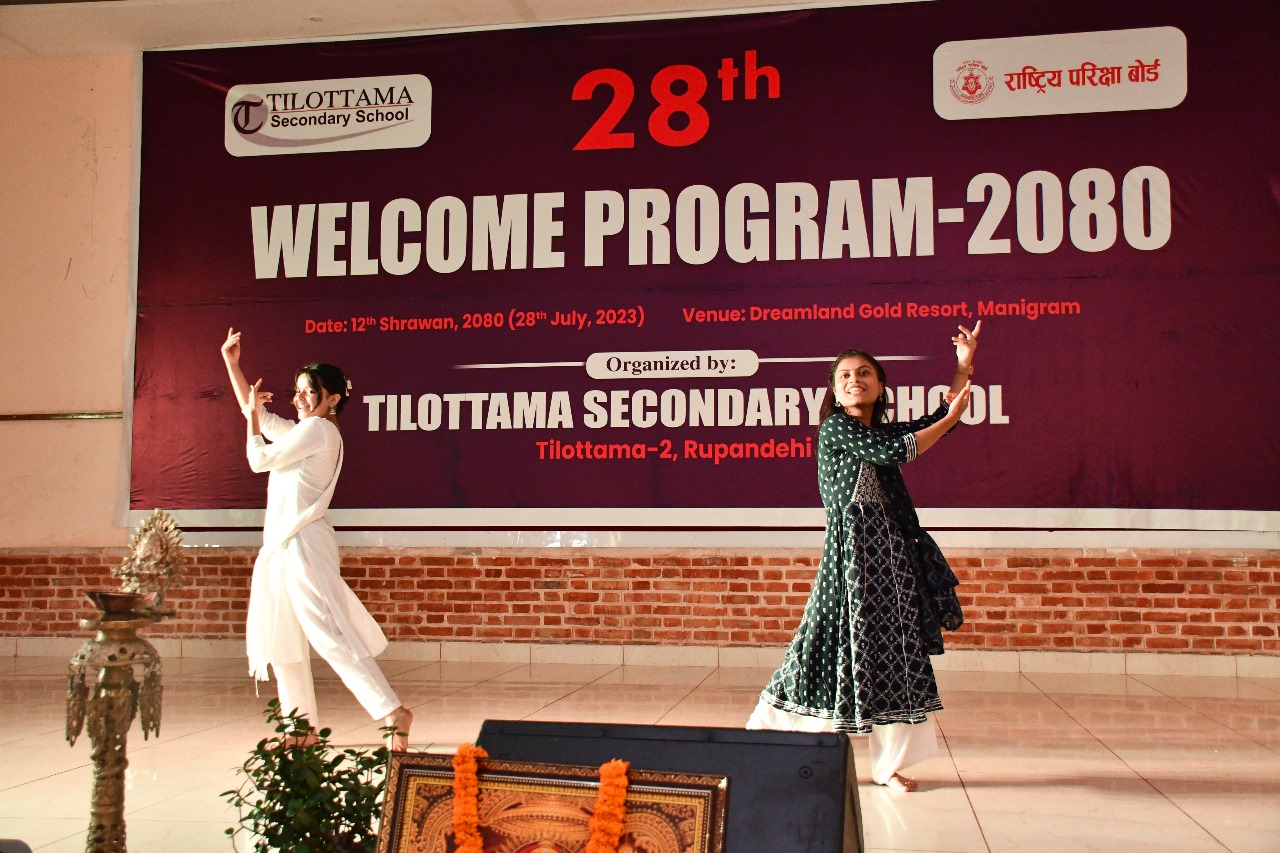 TILOTTAMA
Secondary School
28th
राष्ट्रिय परिक्षा बोर्ड
WELCOME PROGRAM-2080
Date: 12th Shrawan, 2080 (28th July, 2023) Venue: Dreamland Gold Resort, Manigram
Organized by:
TILOTTAMA SECONDARY SCHOOL
Tilottama-2, Rupandehi